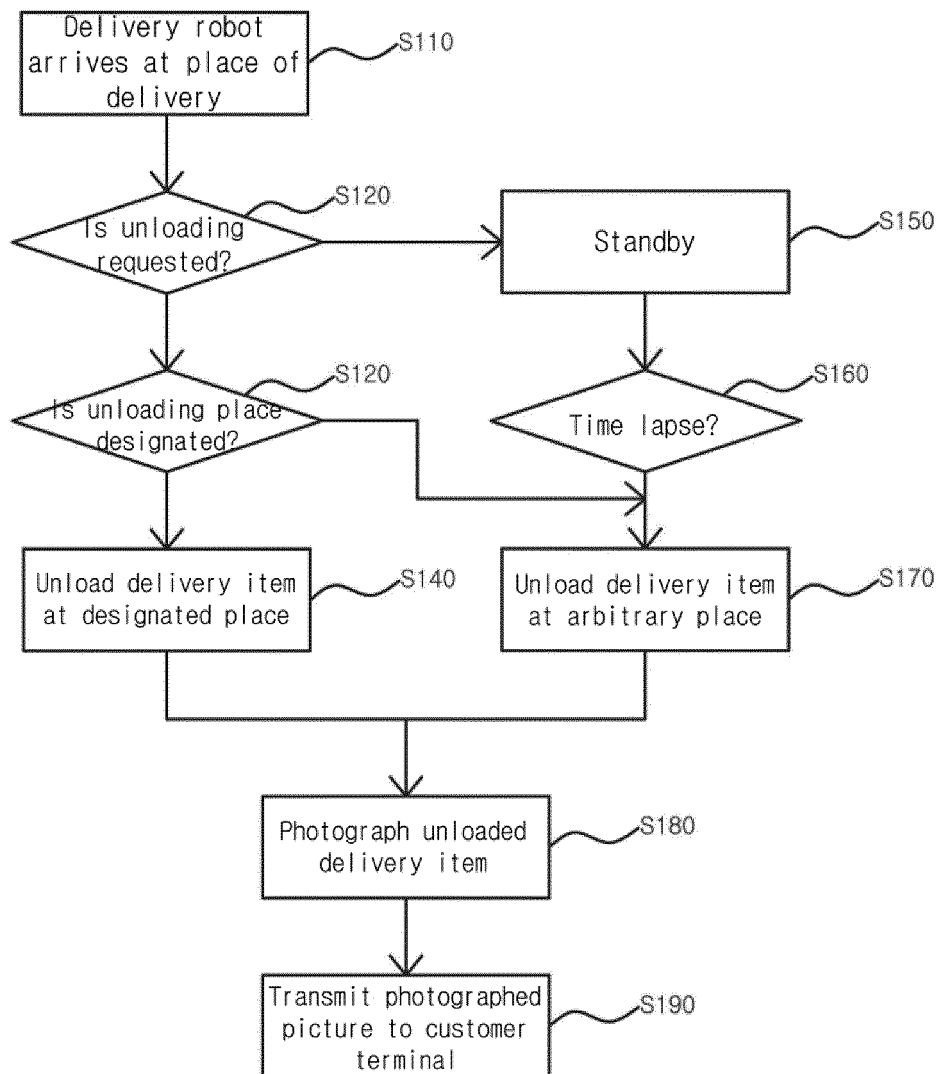 Delivery robot
arrives at place of
delivery
S110
Is unloading
requested?
S120
Standby
S150
Is unloading place
designated?
S120
Time lapse?
S160
Unload delivery item
at designated place
S140
Unload delivery item
at arbitrary place
S170
Photograph unloaded
delivery item
S180
Transmit photographed
picture to customer
terminal
S190